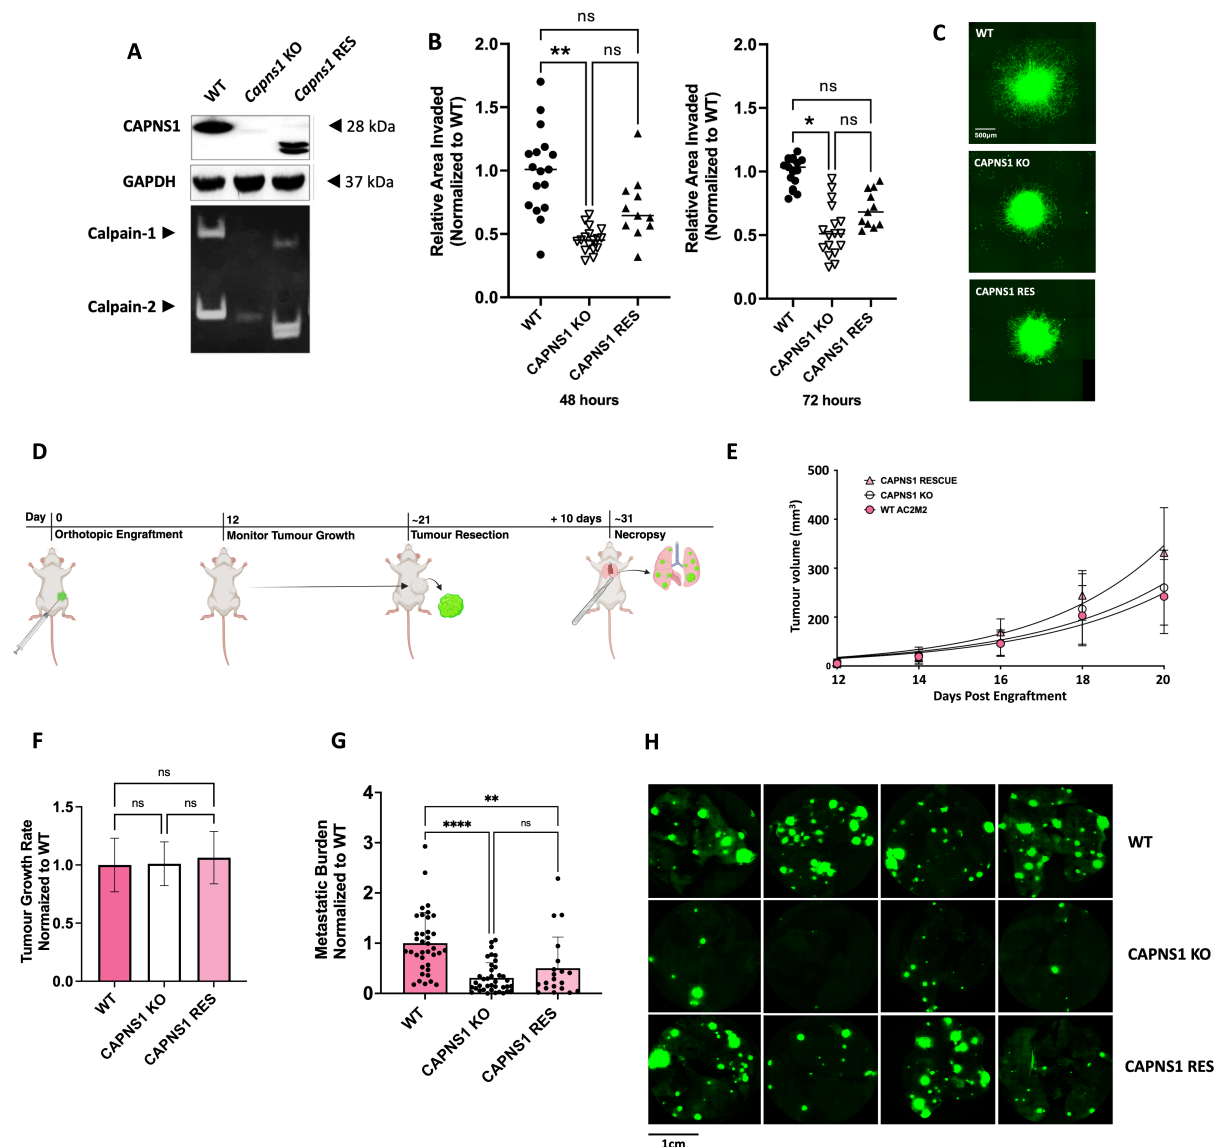 A
WT
Capns1 KO
Capns1 RES
CAPNS1
28 kDa
GAPDH
37 kDa
Calpain-1
Calpain-2
B
Relative Area Invaded
(Normalized to WT)
2.0
1.5
1.0
0.5
0.0
ns
**
ns
WT
CAPNS1 KO
CAPNS1 RES
48 hours
Relative Area Invaded
(Normalized to WT)
2.0
1.5
1.0
0.5
0.0
ns
*
ns
WT
CAPNS1 KO
CAPNS1 RES
72 hours
C
WT
500µm
CAPNS1 KO
CAPNS1 RES
D
Day
0
12
~21
+ 10 days
~31
Orthotopic Engraftment
Monitor Tumour Growth
Tumour Resection
Necropsy
E
Tumour volume (mm³)
500
400
300
200
0
CAPNS1 RESCUE
CAPNS1 KO
WT AC2M2
12
14
16
18
20
Days Post Engraftment
F
Tumour Growth Rate
Normaized to WT
1.5
1.0
0.5
0.0
ns
ns
ns
WT
CAPNS1 KO
CAPNS1 RES
G
Metastatic Burden
Normalized to WT
4
3
2
1
0
**
****
ns
WT
CAPNS1 KO
CAPNS1 RES
H
WT
CAPNS1 KO
CAPNS1 RES
1cm